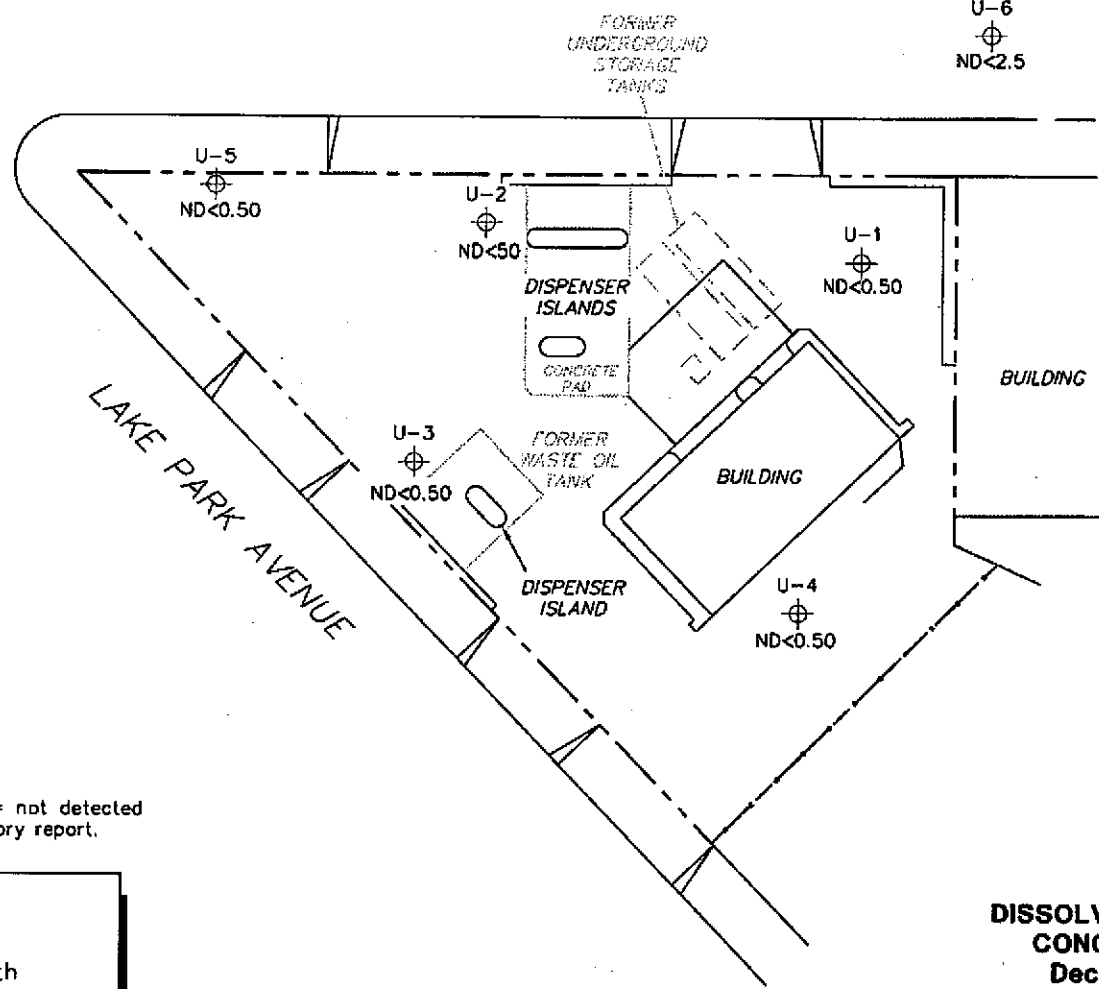 U-6
ND<2.5
FORMER
UNDERGROUND
STORAGE
TANKS
U-5
ND<0.50
U-2
ND<50
U-1
ND<0.50
DISPENSER
ISLANDS
CONCRETE
PAD
BUILDING
LAKE PARK AVENUE
U-3
ND<0.50
FORMER
WASTE OIL
TANK
BUILDING
DISPENSER
ISLAND
U-4
ND<0.50
= not detected
ory report.
th
DISSOLV
CONC
Dec